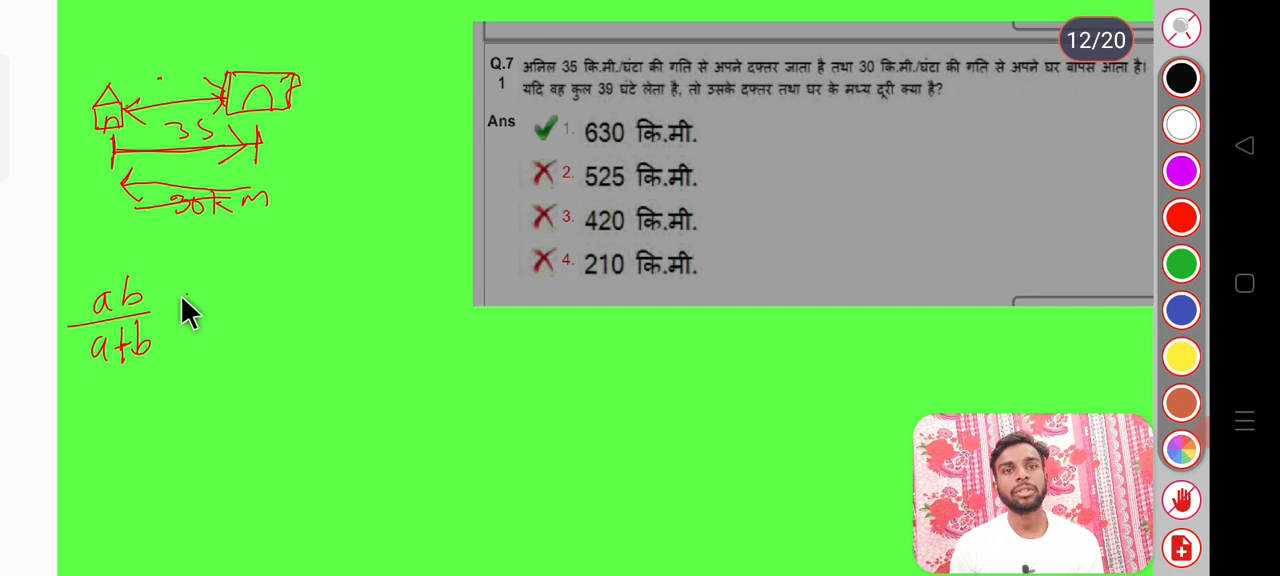 12/20
Q.7 अनिल 35 कि.मी./घंटा की गति से अपने दफ्तर जाता है तथा 30 कि.मी./घंटा की गति से अपने घर वापस आता है।
1 यदि वह कुल 39 घंटे लेता है, तो उसके दफ्तर तथा घर के मध्य दूरी क्या है?
Ans
1. 630 कि.मी.
2. 525 कि.मी.
3. 420 कि.मी.
4. 210 कि.मी.
35
30km
ab
a+b